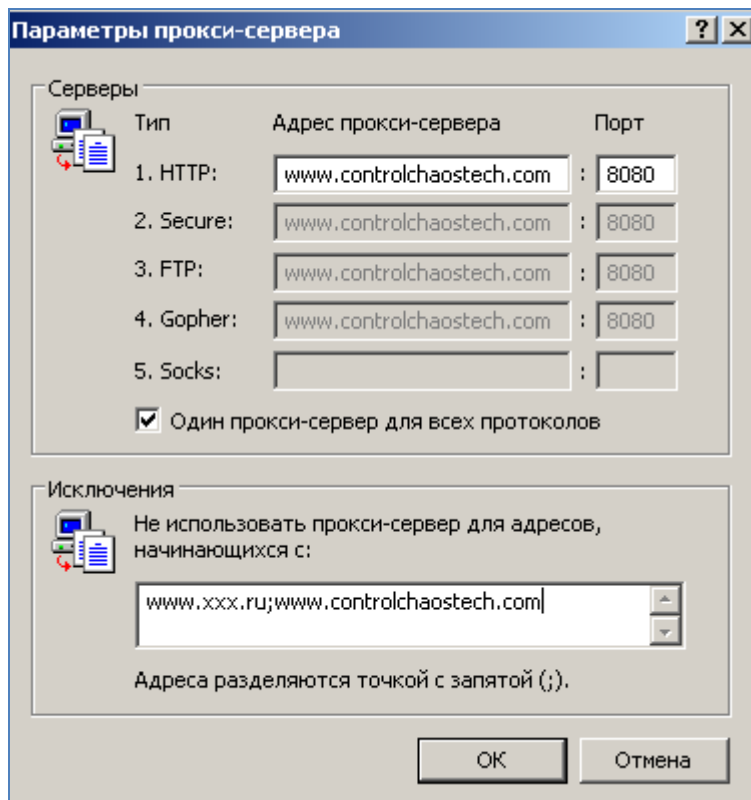 Параметры прокси-сервера
Серверы
Тип Адрес прокси-сервера Порт
1. HTTP: www.controlchaostech.com : 8080
2. Secure: www.controlchaostech.com : 8080
3. FTP: www.controlchaostech.com : 8080
4. Gopher: www.controlchaostech.com : 8080
5. Socks: :
Один прокси-сервер для всех протоколов
Исключения
Не использовать прокси-сервер для адресов,
начинающихся с:
www.xxx.ru;www.controlchaostech.com
Адреса разделяются точкой с запятой (;).
ОК Отмена